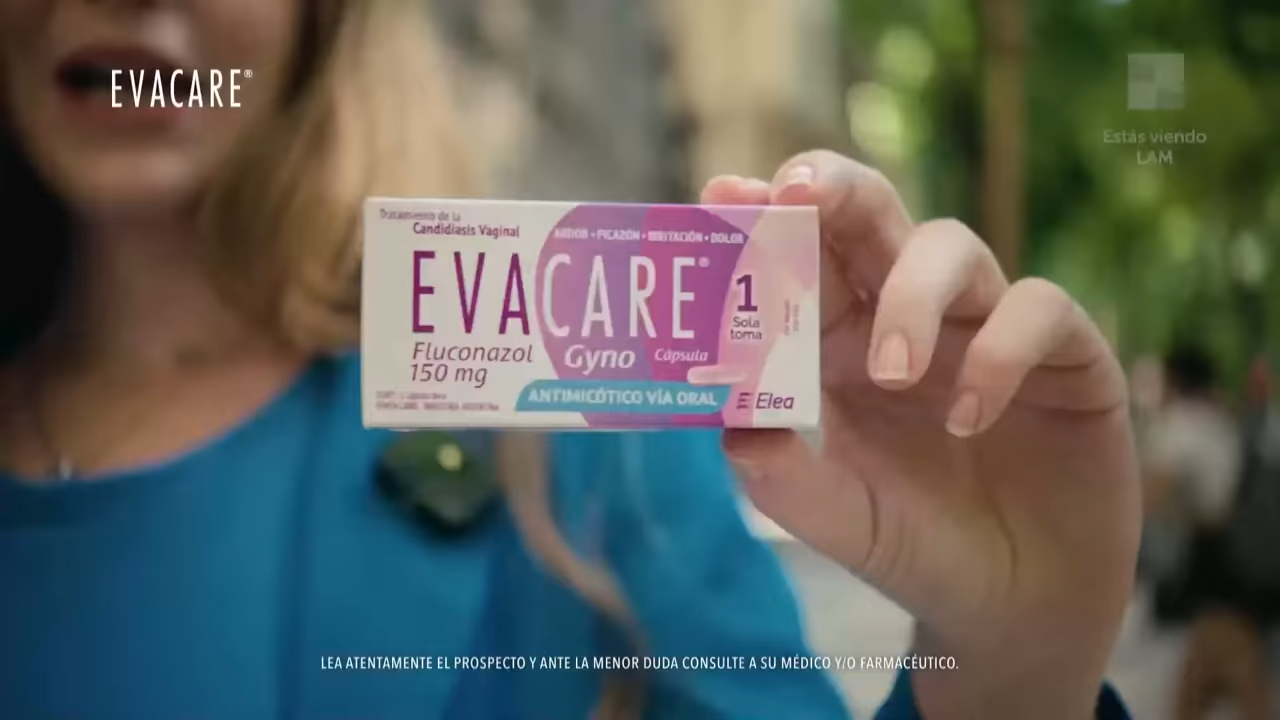 EVACARE®
Estás viendo
LAM
Tratamiento de la
Candidiasis Vaginal
ARDOR • PICAZÓN • IRRITACIÓN • DOLOR
EVACARE®
1
Sola
toma
Fluconazol
150 mg
Gyno Cápsula
ANTIMICÓTICO VÍA ORAL
Elea
LEA ATENTAMENTE EL PROSPECTO Y ANTE LA MENOR DUDA CONSULTE A SU MÉDICO Y/O FARMACÉUTICO.